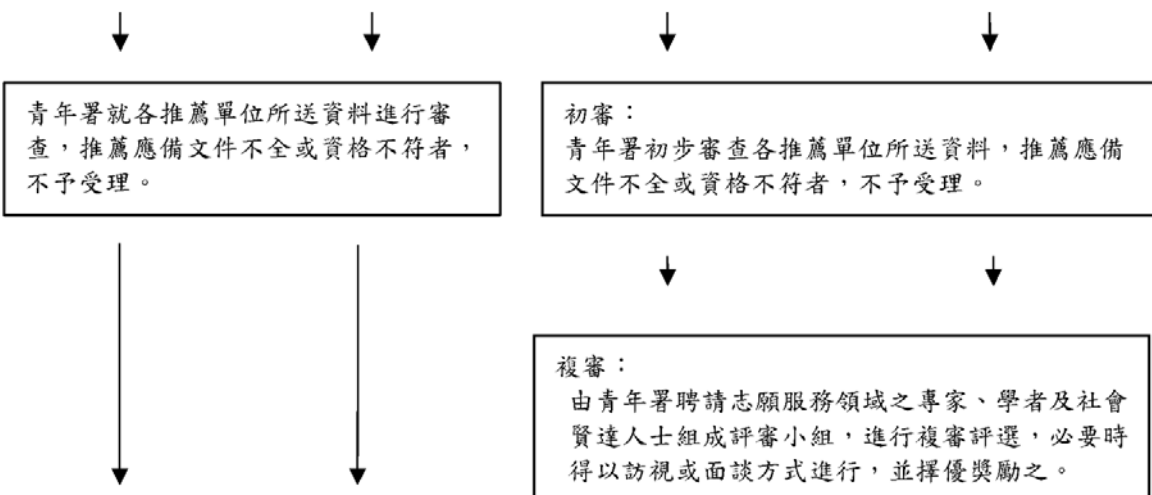 青年署就各推薦單位所送資料進行審
查，推薦應備文件不全或資格不符者，
不予受理。
初審：
青年署初步審查各推薦單位所送資料，推薦應備
文件不全或資格不符者，不予受理。
複審：
由青年署聘請志願服務領域之專家、學者及社會
賢達人士組成評審小組，進行複審評選，必要時
得以訪視或面談方式進行，並擇優獎勵之。